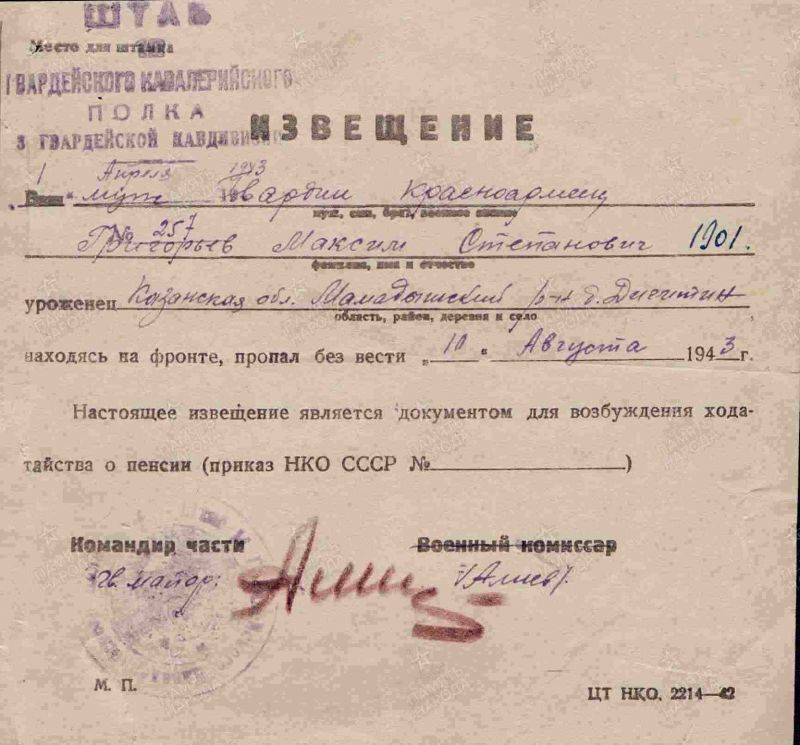 ШТАБ
Место для штампа
ГВАРДЕЙСКОГО КАВАЛЕРИЙСКОГО
ПОЛКА
3 ГВАРДЕЙСКОЙ КАВДИВИЗИИ
ИЗВЕЩЕНИЕ
1 Апреля 1943
Ваш муж Гвардии Красноармеец
муж, сын, брат, военное звание
№ 257
Григорьев Максим Степанович 1901.
фамилия, имя и отчество
уроженец Казанская обл. Мамадышский р-н д.
область, район, деревня и село
находясь на фронте, пропал без вести „10“ Августа 1943 г.
Настоящее извещение является документом для возбуждения хода-
тайства о пенсии (приказ НКО СССР №)
Командир части Военный комиссар
Гв. майор: /Алиев/
М. П.
ЦТ НКО. 2214—42